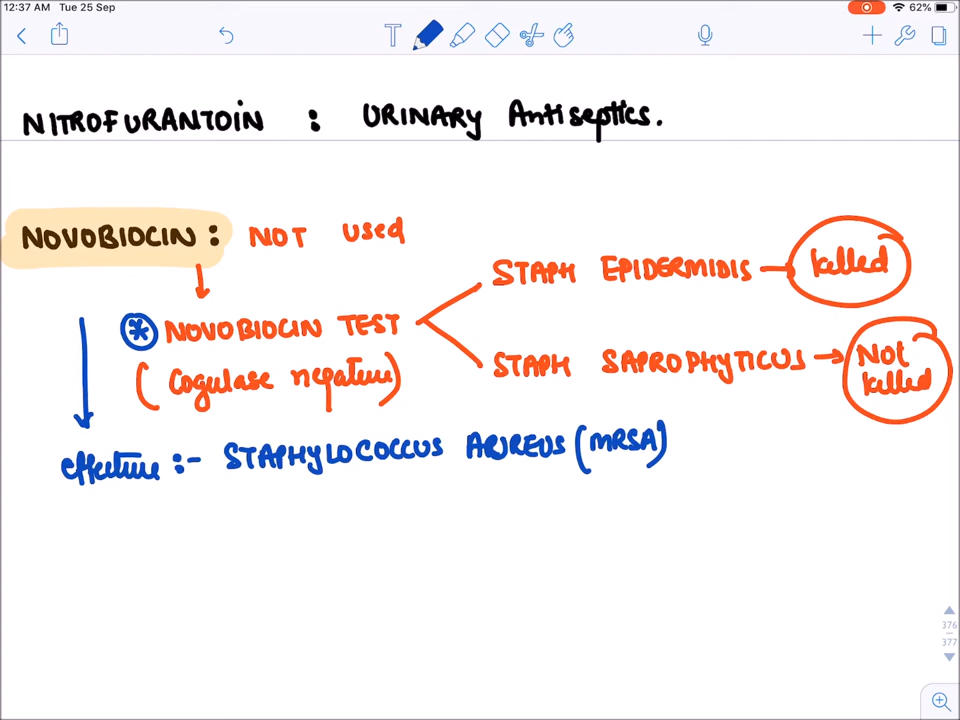 12:37 AM Tue 25 Sep
62%
T
NITROFURANTOIN : URINARY Antiseptics.
NOVOBIOCIN : NOT used
STAPH EPIDERMIDIS → killed
* NOVOBIOCIN TEST
(Cogulase negative)
STAPH SAPROPHYTICUS → Not killed
effective :- STAPHYLOCOCCUS AUREUS (MRSA)
376
377